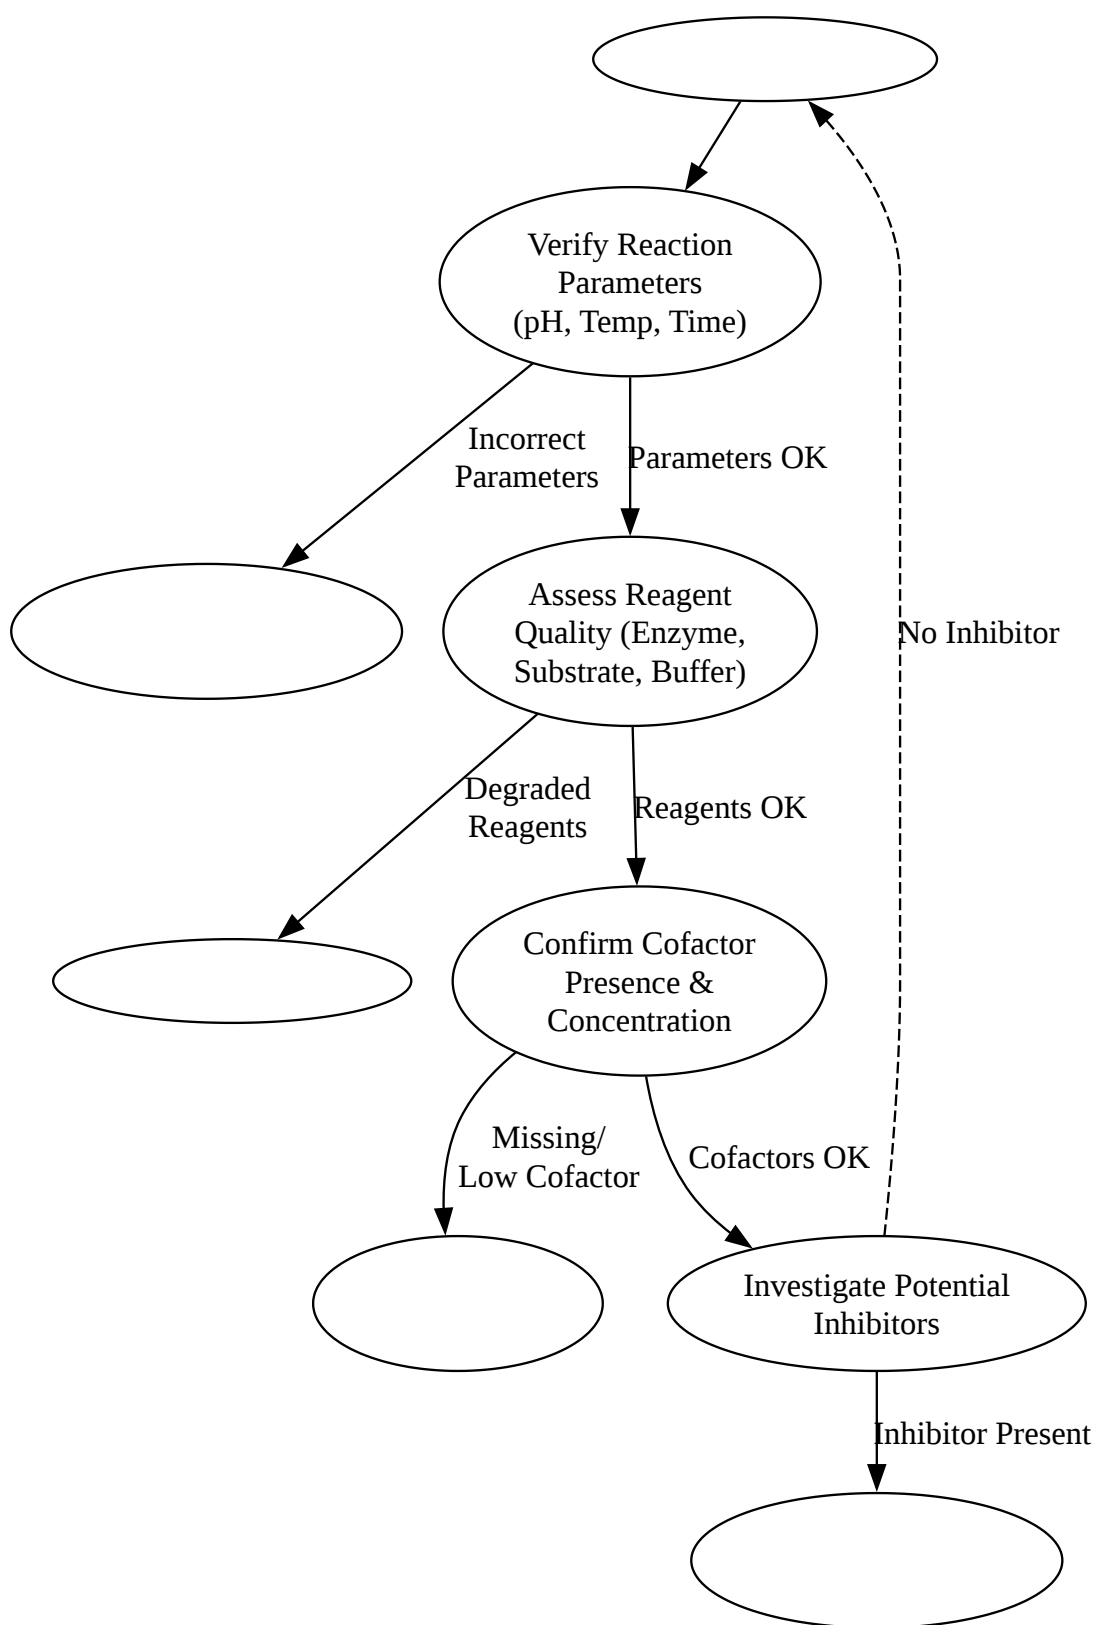 Verify Reaction
Parameters
(pH, Temp, Time)
Incorrect
Parameters
Parameters OK
Assess Reagent
Quality (Enzyme,
Substrate, Buffer)
No Inhibitor
Degraded
Reagents
Reagents OK
Confirm Cofactor
Presence &
Concentration
Missing/
Low Cofactor
Cofactors OK
Investigate Potential
Inhibitors
Inhibitor Present